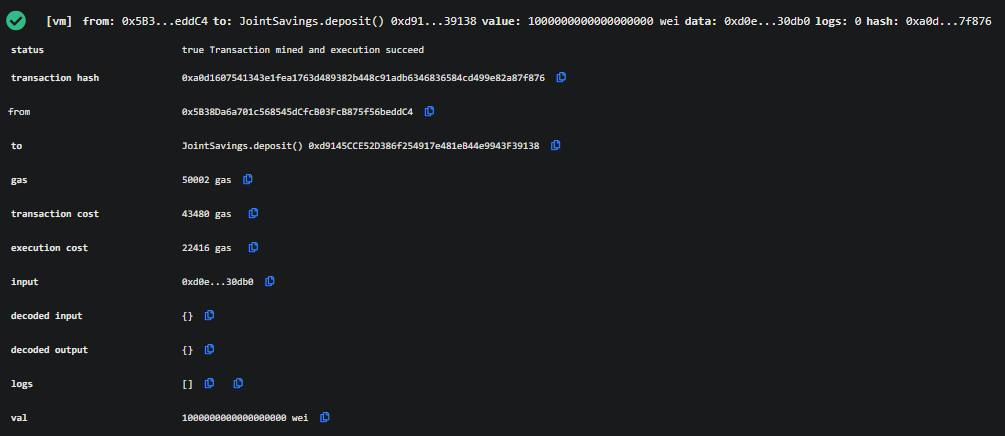 [vm] from: 0x5B3...eddC4 to: JointSavings.deposit() 0xd91...39138 value: 1000000000000000000 wei data: 0xd0e...30db0 logs: 0 hash: 0xa0d...7f876
status true Transaction mined and execution succeed
transaction hash 0xa0d1607541343e1fea1763d489382b448c91adb6346836584cd499e82a87f876
from 0x5B38Da6a701c568545dCfcB03FcB875f56beddC4
to JointSavings.deposit() 0xd9145CCE52D386f254917e481eB44e9943F39138
gas 50002 gas
transaction cost 43480 gas
execution cost 22416 gas
input 0xd0e...30db0
decoded input {}
decoded output {}
logs []
val 1000000000000000000 wei